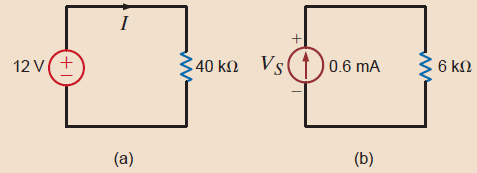 I
12 V
+
−
40 kΩ
(a)
+
V_S
−
0.6 mA
6 kΩ
(b)